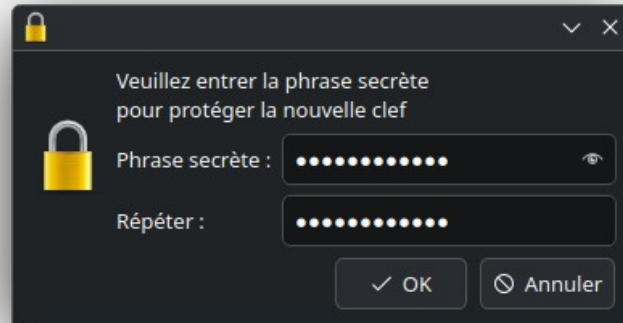 Veuillez entrer la phrase secrète
pour protéger la nouvelle clef
Phrase secrète : ●●●●●●●●●●●●
Répéter : ●●●●●●●●●●●●
OK
Annuler